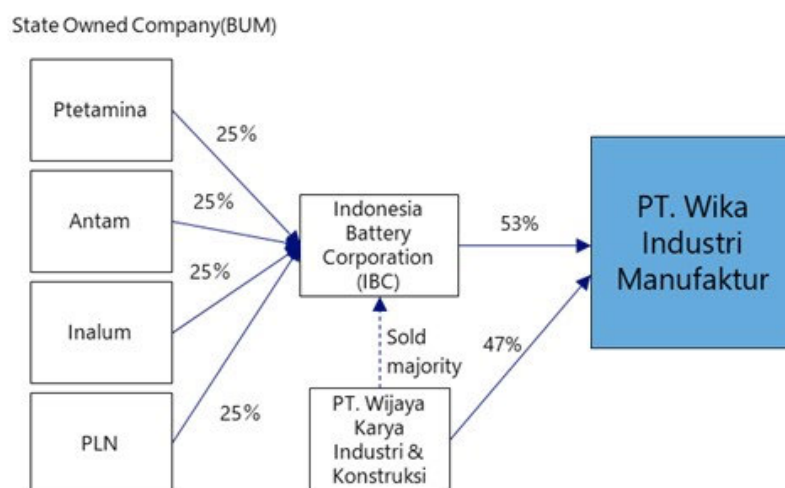 State Owned Company(BUM)
Ptetamina
25%
Antam
25%
Inalum
25%
PLN
25%
Indonesia
Battery
Corporation
(IBC)
53%
Sold
majority
47%
PT. Wijaya
Karya
Industri &
Konstruksi
PT. Wika
Industri
Manufaktur